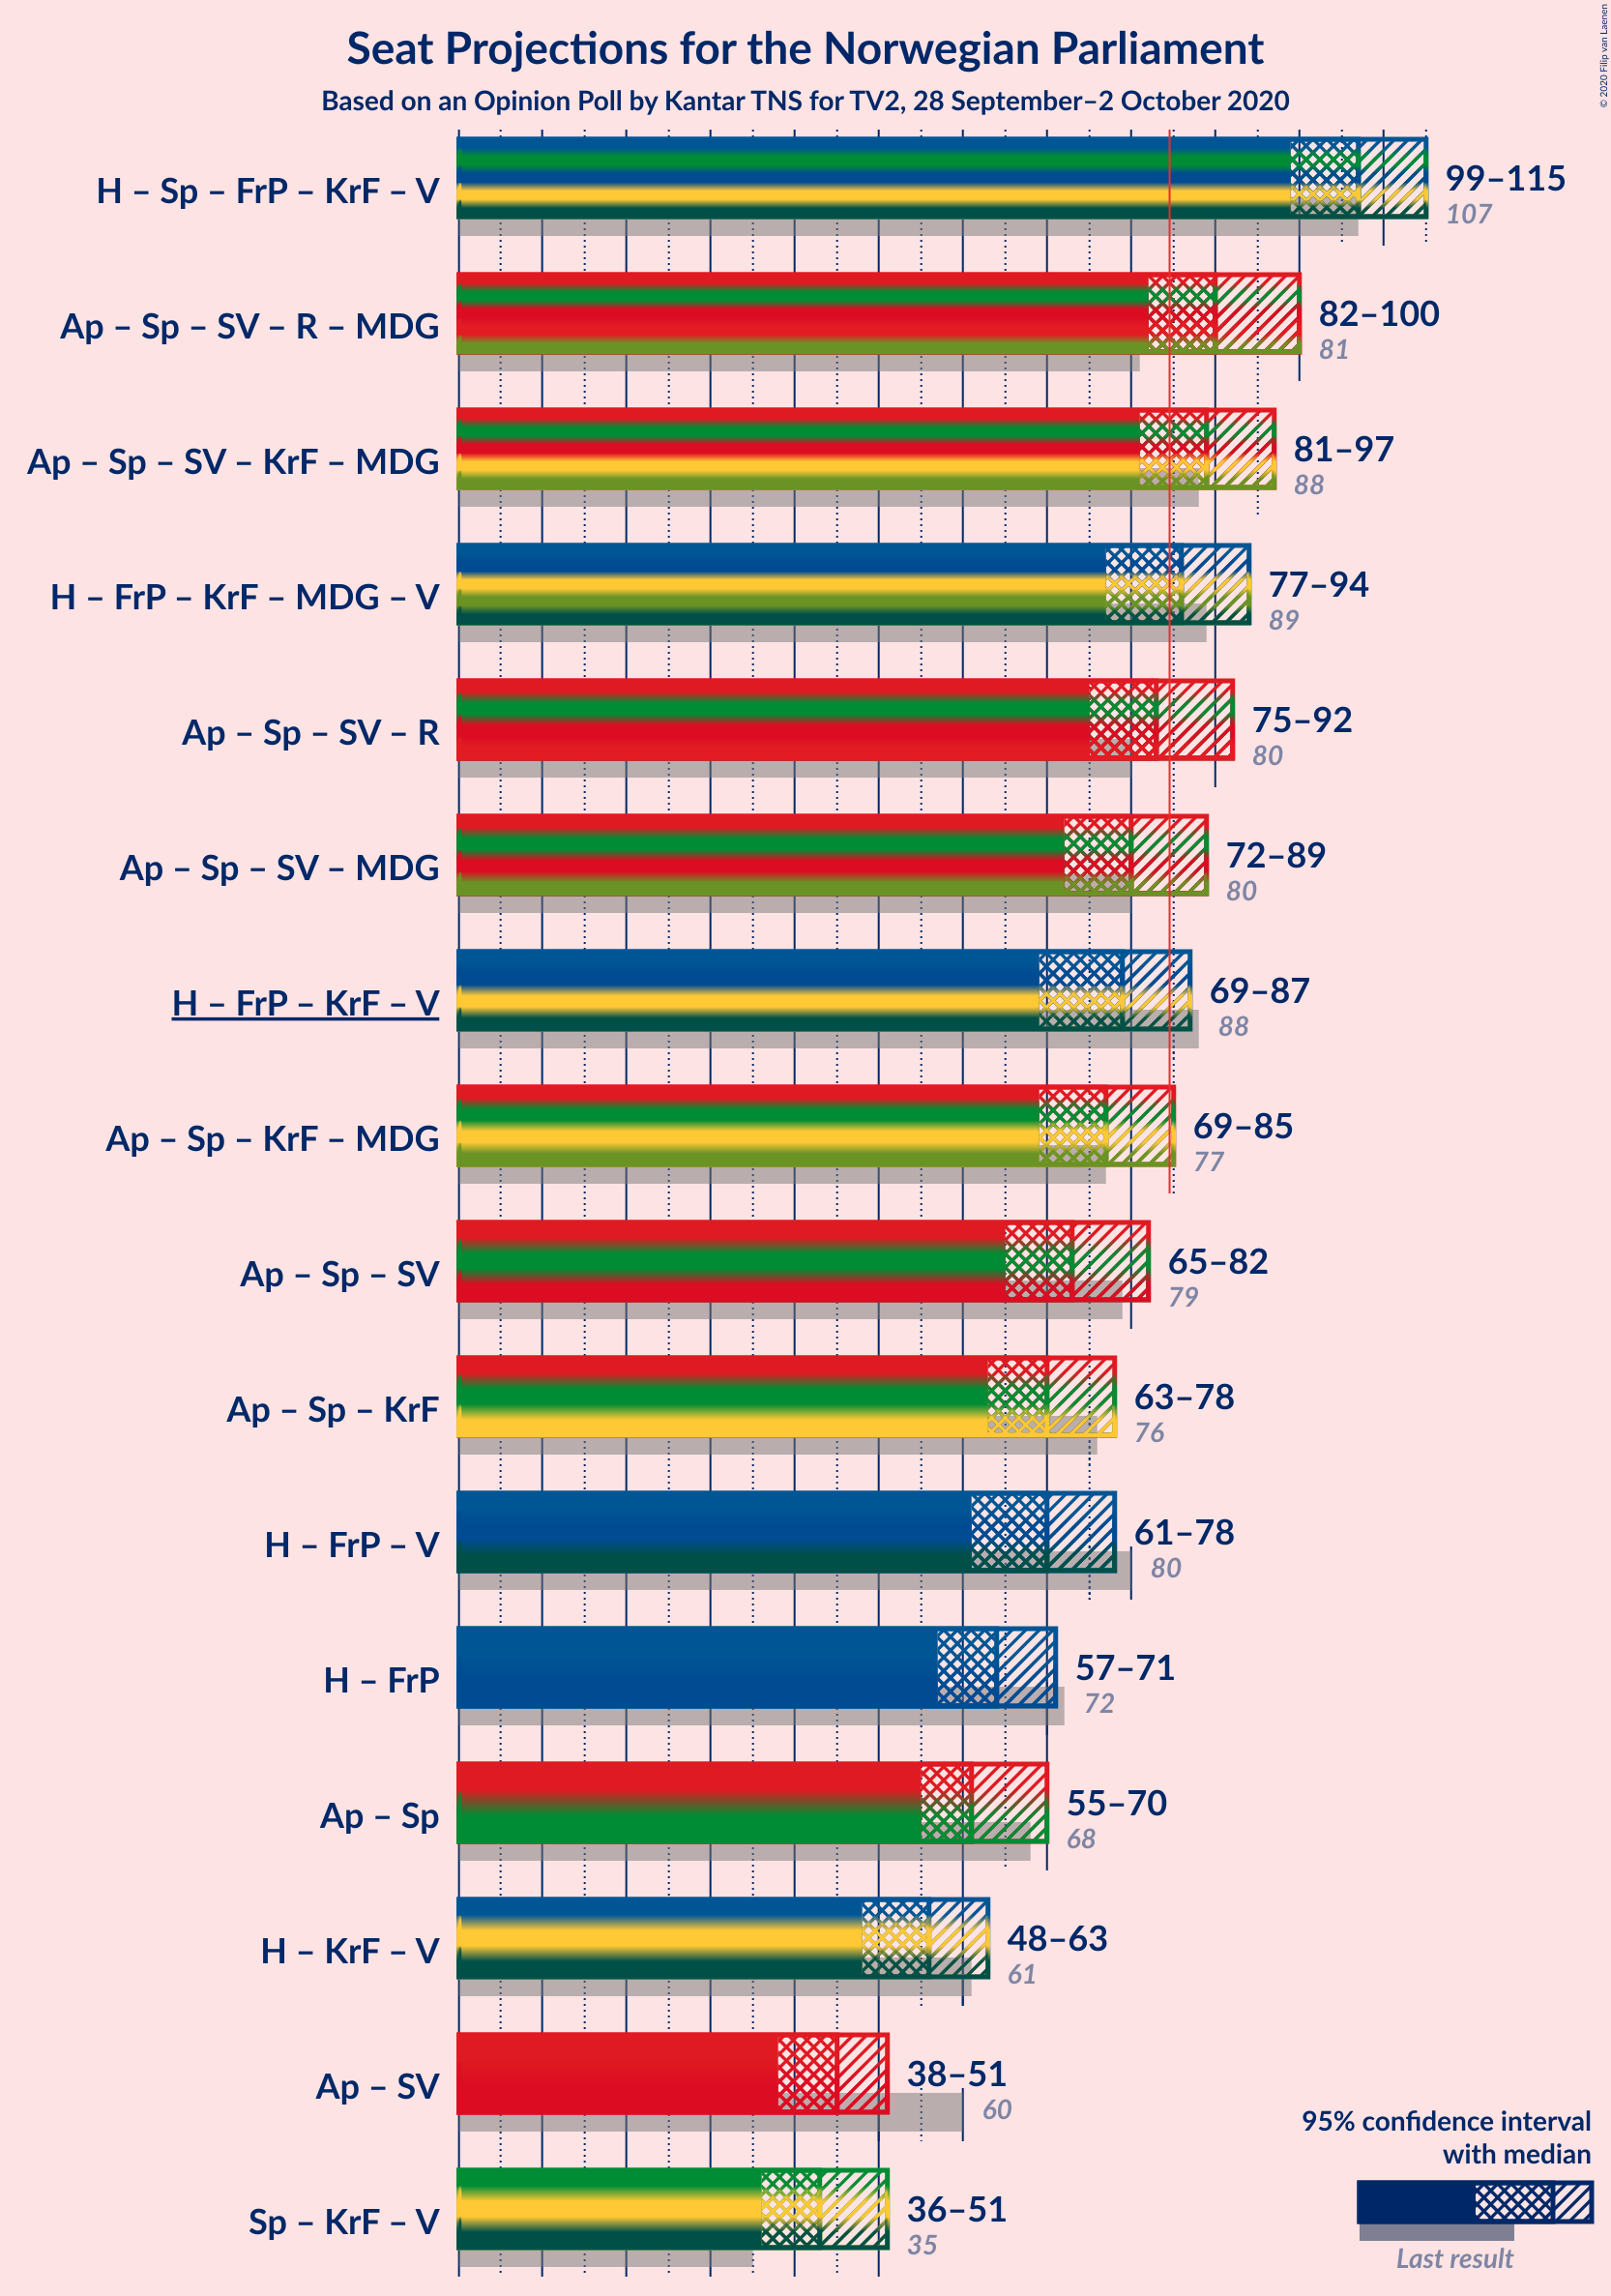 Seat Projections for the Norwegian Parliament
Based on an Opinion Poll by Kantar TNS for TV2, 28 September–2 October 2020
© 2020 Filip van Laenen
H – Sp – FrP – KrF – V
99–115
107
Ap – Sp – SV – R – MDG
82–100
81
Ap – Sp – SV – KrF – MDG
81–97
88
H – FrP – KrF – MDG – V
77–94
89
Ap – Sp – SV – R
75–92
80
Ap – Sp – SV – MDG
72–89
80
H – FrP – KrF – V
69–87
88
Ap – Sp – KrF – MDG
69–85
77
Ap – Sp – SV
65–82
79
Ap – Sp – KrF
63–78
76
H – FrP – V
61–78
80
H – FrP
57–71
72
Ap – Sp
55–70
68
H – KrF – V
48–63
61
Ap – SV
38–51
60
Sp – KrF – V
36–51
35
95% confidence interval
with median
Last result